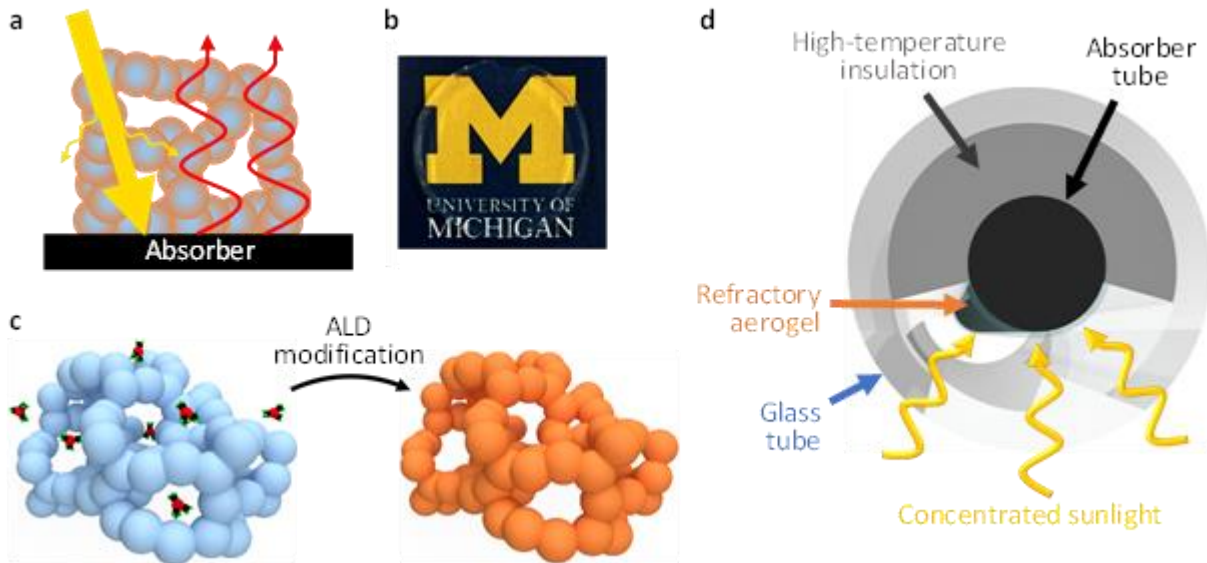 a
Absorber
b
UNIVERSITY OF
MICHIGAN
c
ALD
modification
d
High-temperature
insulation
Absorber
tube
Refractory
aerogel
Glass
tube
Concentrated sunlight